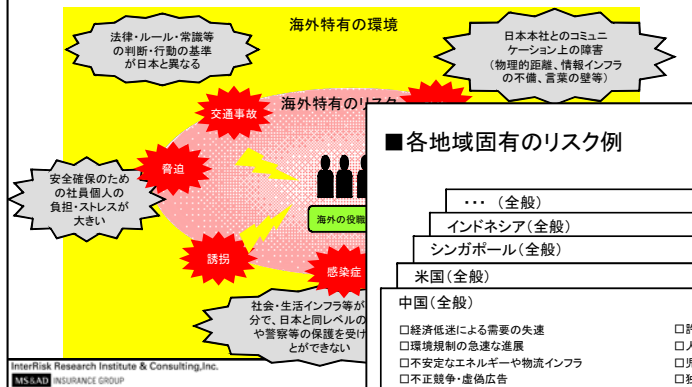 海外特有の環境
法律・ルール・常識等
の判断・行動の基準
が日本と異なる
日本本社とのコミュニ
ケーション上の障害
(物理的距離、情報インフラ
の不備、言葉の壁等)
海外特有のリスク
交通事故
脅迫
安全確保のため
の社員個人の
負担・ストレスが
大きい
海外の役職
誘拐
感染症
社会・生活インフラ等が
分で、日本と同レベルの
や警察等の保護を受け
とができない
InterRisk Research Institute & Consulting,Inc.
MS&AD INSURANCE GROUP
■各地域固有のリスク例
… (全般)
インドネシア(全般)
シンガポール(全般)
米国(全般)
中国(全般)
□経済低迷による需要の失速
□環境規制の急速な進展
□不安定なエネルギーや物流インフラ
□不正競争・虚偽広告